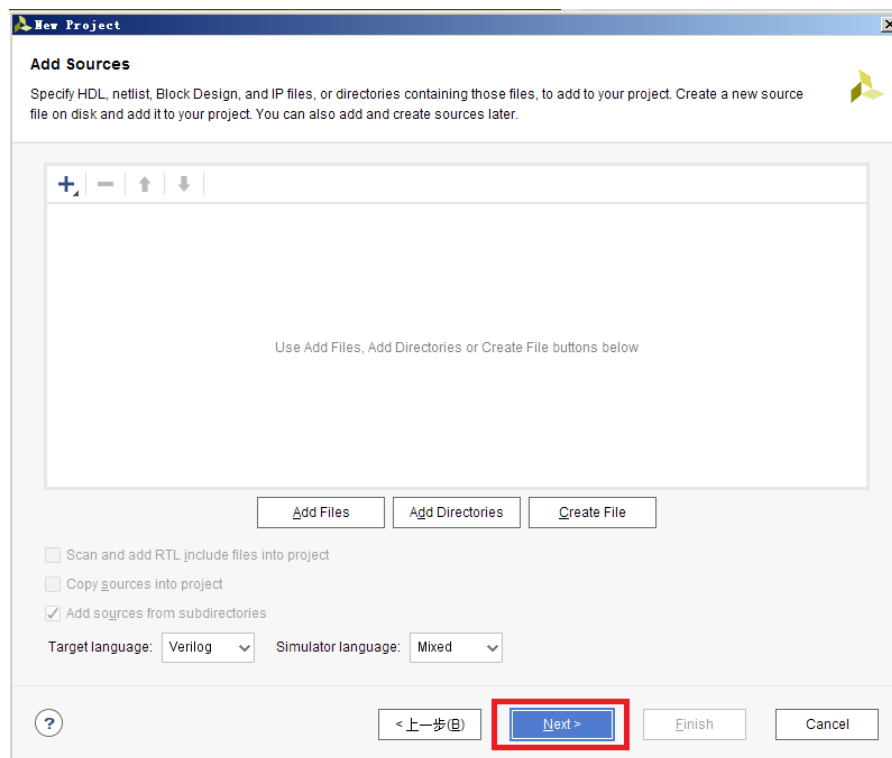 New Project
Add Sources
Specify HDL, netlist, Block Design, and IP files, or directories containing those files, to add to your project. Create a new source
file on disk and add it to your project. You can also add and create sources later.
Use Add Files, Add Directories or Create File buttons below
Add Files
Add Directories
Create File
Scan and add RTL include files into project
Copy sources into project
Add sources from subdirectories
Target language: Verilog Simulator language: Mixed
?
<上一步(B)
Next >
Finish
Cancel